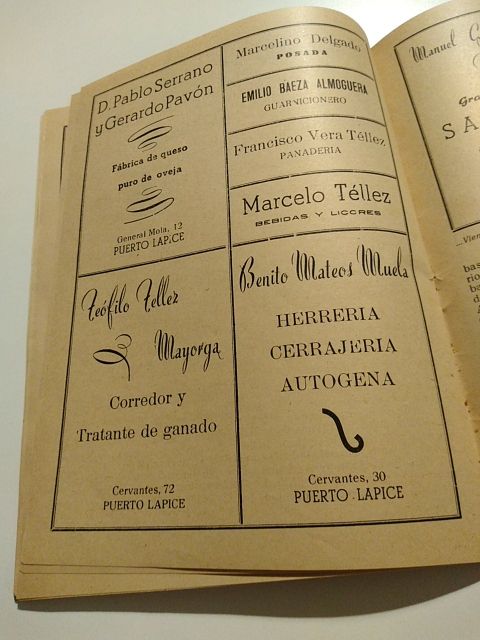 D. Pablo Serrano
y Gerardo Pavón
Fábrica de queso
puro de oveja
General Mola, 12
PUERTO LAPICE
Marcelino Delgado
POSADA
EMILIO BAEZA ALMOGUERA
GUARNICIONERO
Francisco Vera Téllez
PANADERIA
Marcelo Téllez
BEBIDAS Y LICORES
Teófilo Tellez
Mayorga
Corredor y
Tratante de ganado
Cervantes, 72
PUERTO LAPICE
Benito Mateos Muela
HERRERIA
CERRAJERIA
AUTOGENA
Cervantes, 30
PUERTO LAPICE
Manuel